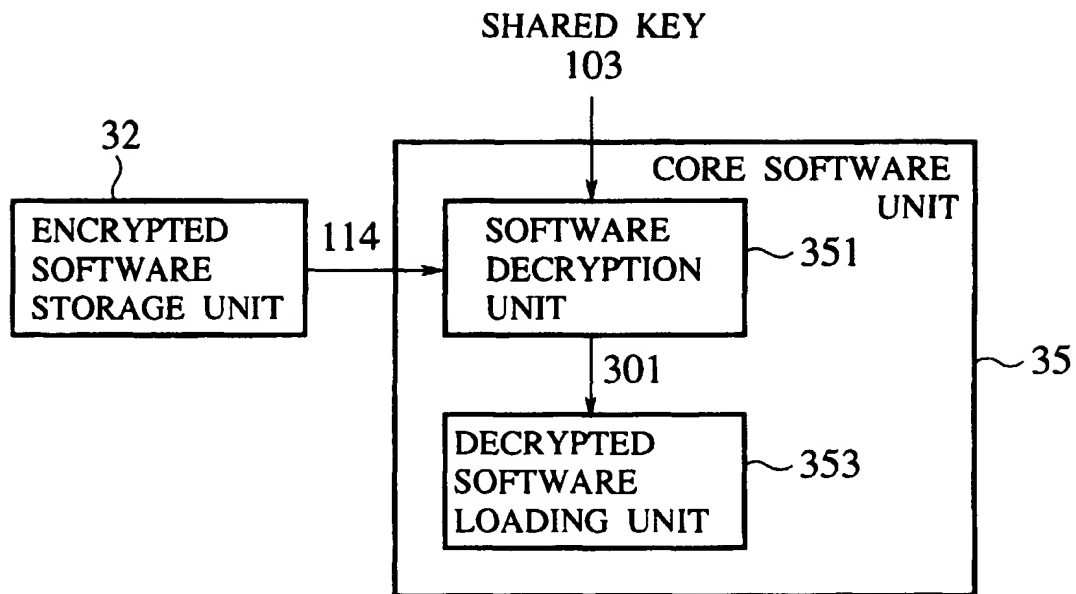 SHARED KEY
103
32
CORE SOFTWARE
UNIT
ENCRYPTED
SOFTWARE
STORAGE UNIT
114
SOFTWARE
DECRYPTION
UNIT
351
301
35
DECRYPTED
SOFTWARE
LOADING UNIT
353